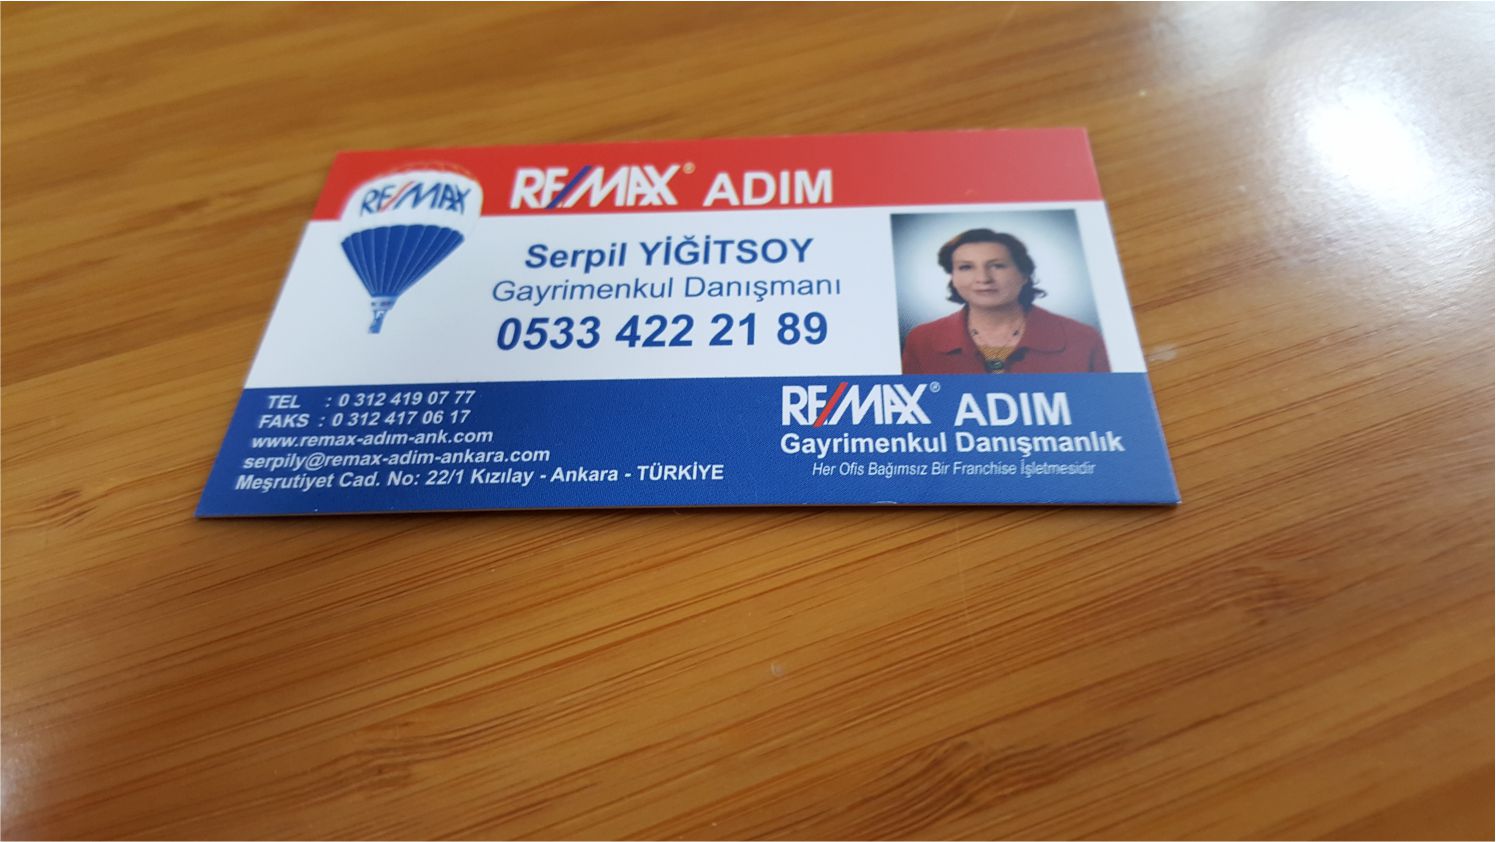 RE/MAX
RE/MAX® ADIM
Serpil YİĞİTSOY
Gayrimenkul Danışmanı
0533 422 21 89
TEL : 0 312 419 07 77
FAKS : 0 312 417 06 17
www.remax-adım-ank.com
serpily@remax-adim-ankara.com
Meşrutiyet Cad. No: 22/1 Kızılay - Ankara - TÜRKİYE
RE/MAX® ADIM
Gayrimenkul Danışmanlık
Her Ofis Bağımsız Bir Franchise İşletmesidir